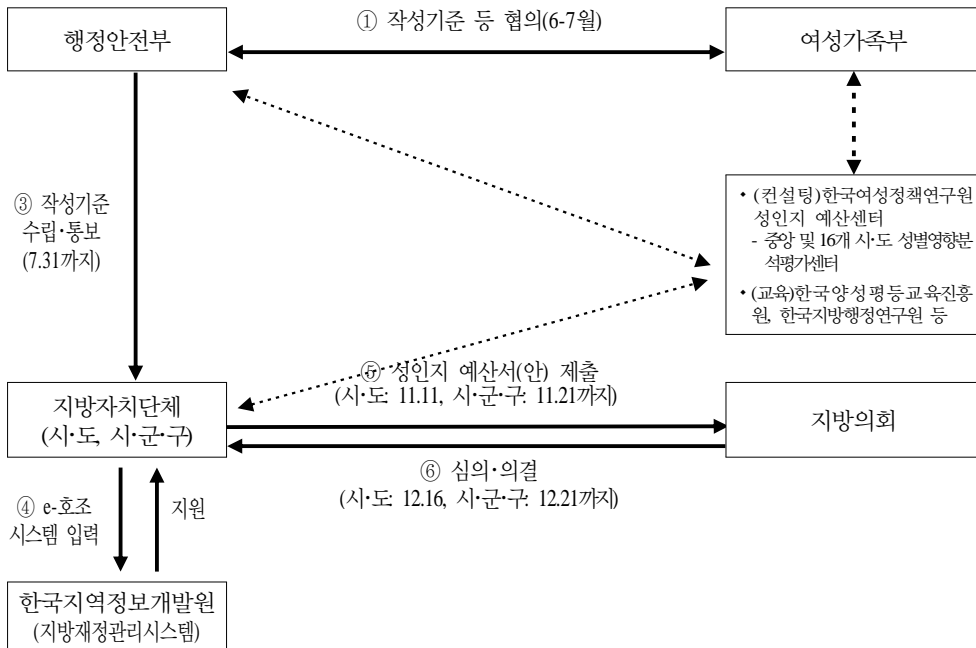 ① 작성기준 등 협의(6-7월)
행정안전부
여성가족부
③ 작성기준
수립·통보
(7.31까지)
• (컨설팅)한국여성정책연구원
성인지 예산센터
- 중앙 및 16개 시·도 성별영향분
석평가센터
• (교육)한국양성평등교육진흥
원, 한국지방행정연구원 등
⑤ 성인지 예산서(안) 제출
(시·도: 11.11, 시·군·구: 11.21까지)
지방자치단체
(시·도, 시·군·구)
지방의회
⑥ 심의·의결
(시·도: 12.16, 시·군·구: 12.21까지)
④ e-호조
시스템 입력
지원
한국지역정보개발원
(지방재정관리시스템)